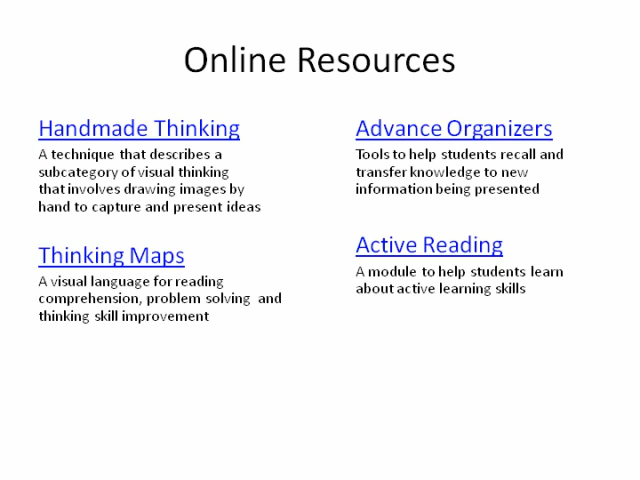 Online Resources
Handmade Thinking
A technique that describes a
subcategory of visual thinking
that involves drawing images by
hand to capture and present ideas
Thinking Maps
A visual language for reading
comprehension, problem solving and
thinking skill improvement
Advance Organizers
Tools to help students recall and
transfer knowledge to new
information being presented
Active Reading
A module to help students learn
about active learning skills